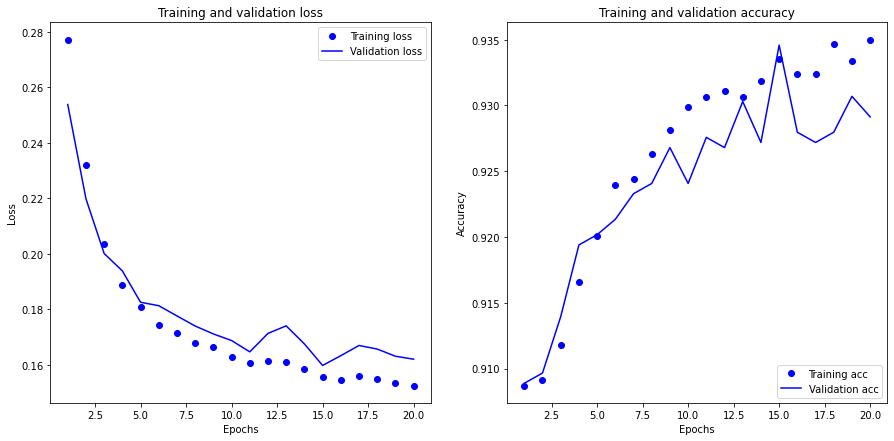 Training and validation loss
0.28
0.26
0.24
0.22
0.20
0.18
0.16
Loss
2.5 5.0 7.5 10.0 12.5 15.0 17.5 20.0
Epochs
Training loss
Validation loss
Training and validation accuracy
0.935
0.930
0.925
0.920
0.915
0.910
Accuracy
2.5 5.0 7.5 10.0 12.5 15.0 17.5 20.0
Epochs
Training acc
Validation acc